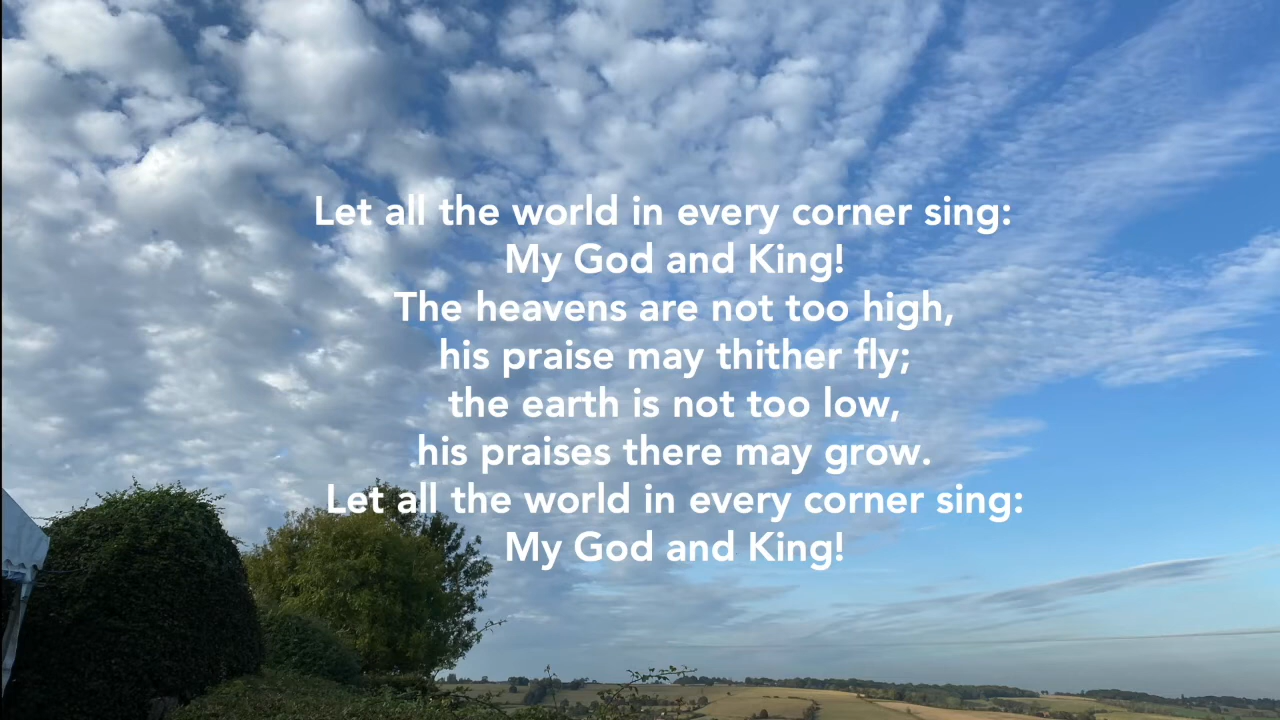 Let all the world in every corner sing:
My God and King!
The heavens are not too high,
his praise may thither fly;
the earth is not too low,
his praises there may grow.
Let all the world in every corner sing:
My God and King!